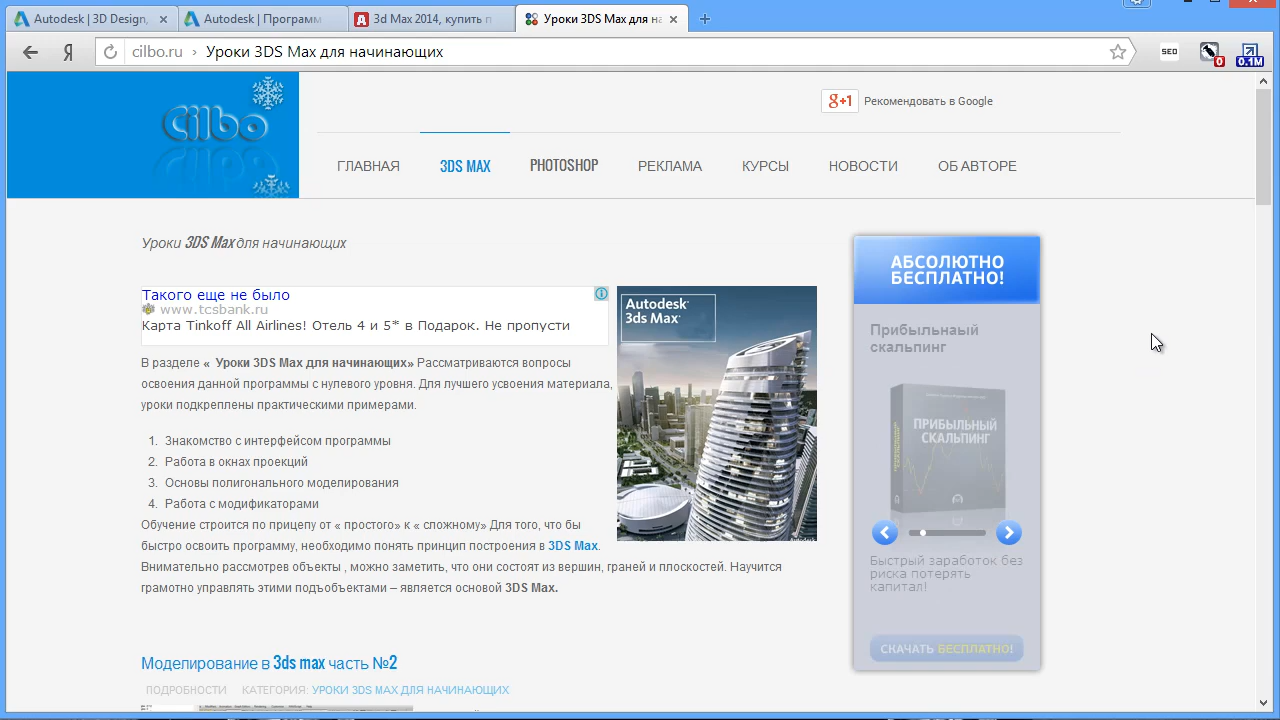 Autodesk | 3D Design,
Autodesk | Программ
3d Max 2014, купить п
Уроки 3DS Max для на
Я
cilbo.ru › Уроки 3DS Max для начинающих
SEO
0
0.1M
Cilbo
g+1 Рекомендовать в Google
ГЛАВНАЯ 3DS MAX PHOTOSHOP РЕКЛАМА КУРСЫ НОВОСТИ ОБ АВТОРЕ
Уроки 3DS Max для начинающих
Такого еще не было
www.tcsbank.ru
Карта Tinkoff All Airlines! Отель 4 и 5* в Подарок. Не пропусти
Autodesk®
3ds Max®
Autodesk
В разделе « Уроки 3DS Max для начинающих» Рассматриваются вопросы
освоения данной программы с нулевого уровня. Для лучшего усвоения материала,
уроки подкреплены практическими примерами.
1. Знакомство с интерфейсом программы
2. Работа в окнах проекций
3. Основы полигонального моделирования
4. Работа с модификаторами
Обучение строится по прицепу от « простого» к « сложному» Для того, что бы
быстро освоить программу, необходимо понять принцип построения в 3DS Max.
Внимательно рассмотрев объекты , можно заметить, что они состоят из вершин, граней и плоскостей. Научится
грамотно управлять этими подъобъектами – является основой 3DS Max.
Моделирование в 3ds max часть №2
ПОДРОБНОСТИ КАТЕГОРИЯ: УРОКИ 3DS MAX ДЛЯ НАЧИНАЮЩИХ
АБСОЛЮТНО
БЕСПЛАТНО!
Прибыльнаый
скальпинг
ПРИБЫЛЬНЫЙ
СКАЛЬПИНГ
Быстрый заработок без
риска потерять
капитал!
СКАЧАТЬ БЕСПЛАТНО!